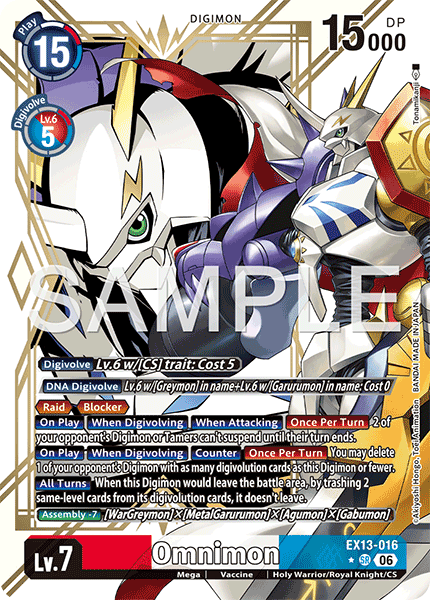 DIGIMON
Play
15
15000
DP
Digivolve
Lv.6
5
Tonamikanji
SAMPLE
Digivolve Lv.6 w/[CS] trait: Cost 5
DNA Digivolve Lv.6 w/[Greymon] in name+Lv.6 w/[Garurumon] in name: Cost 0
Raid Blocker
On Play When Digivolving When Attacking Once Per Turn 2 of
your opponent's Digimon or Tamers can't suspend until their turn ends.
On Play When Digivolving Counter Once Per Turn You may delete
1 of your opponent's Digimon with as many digivolution cards as this Digimon or fewer.
All Turns When this Digimon would leave the battle area, by trashing 2
same-level cards from its digivolution cards, it doesn't leave.
Assembly -7 [WarGreymon]×[MetalGarurumon]×[Agumon]×[Gabumon]
©Akiyoshi Hongo, Toei Animation BANDAI MADE IN JAPAN
Lv.7
Omnimon
EX13-016
SR 06
Mega Vaccine Holy Warrior/Royal Knight/CS